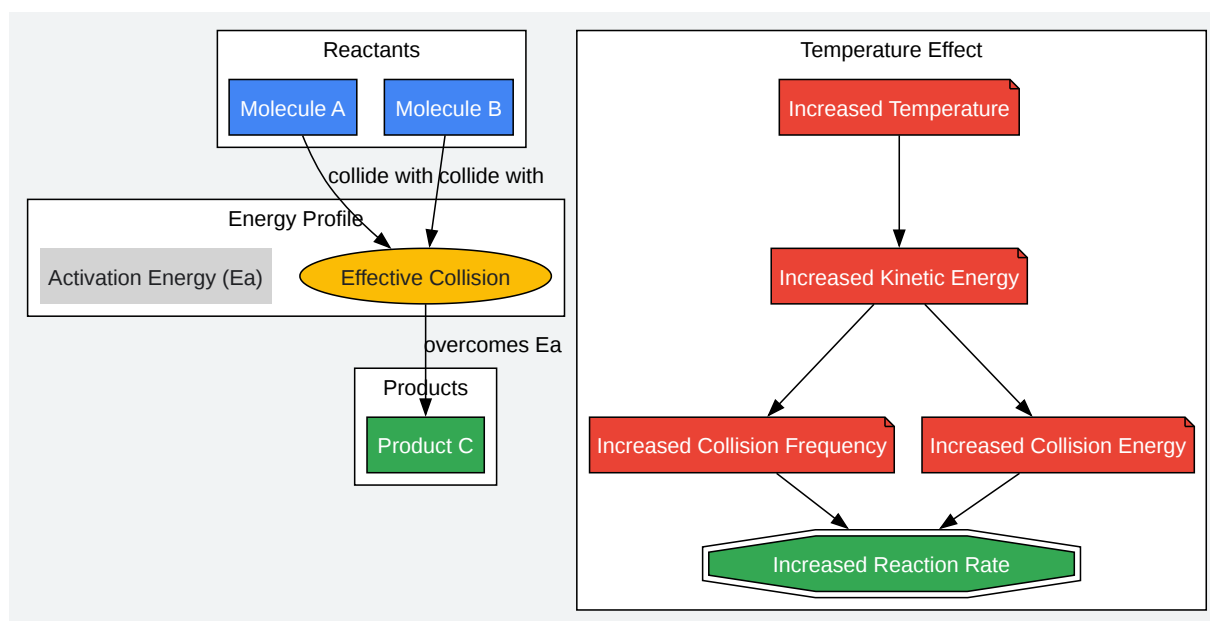 Reactants
Molecule A
Molecule B
collide with
collide with
Energy Profile
Activation Energy (Ea)
Effective Collision
overcomes Ea
Products
Product C
Temperature Effect
Increased Temperature
Increased Kinetic Energy
Increased Collision Frequency
Increased Collision Energy
Increased Reaction Rate